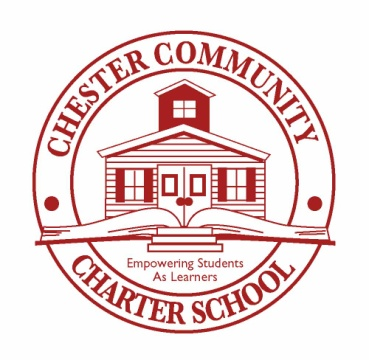 CHESTER COMMUNITY
Empowering Students
As Learners
CHARTER SCHOOL